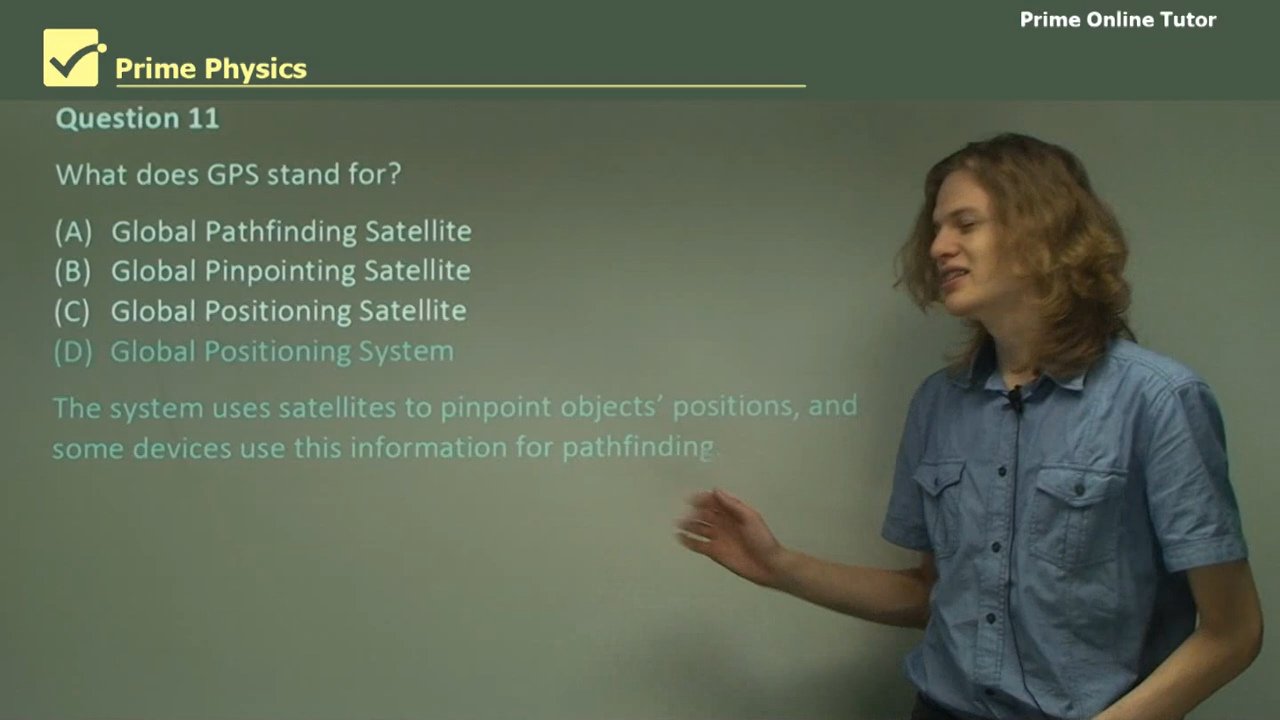 Prime Online Tutor
Prime Physics
Question 11
What does GPS stand for?
(A) Global Pathfinding Satellite
(B) Global Pinpointing Satellite
(C) Global Positioning Satellite
(D) Global Positioning System
The system uses satellites to pinpoint objects’ positions, and
some devices use this information for pathfinding.